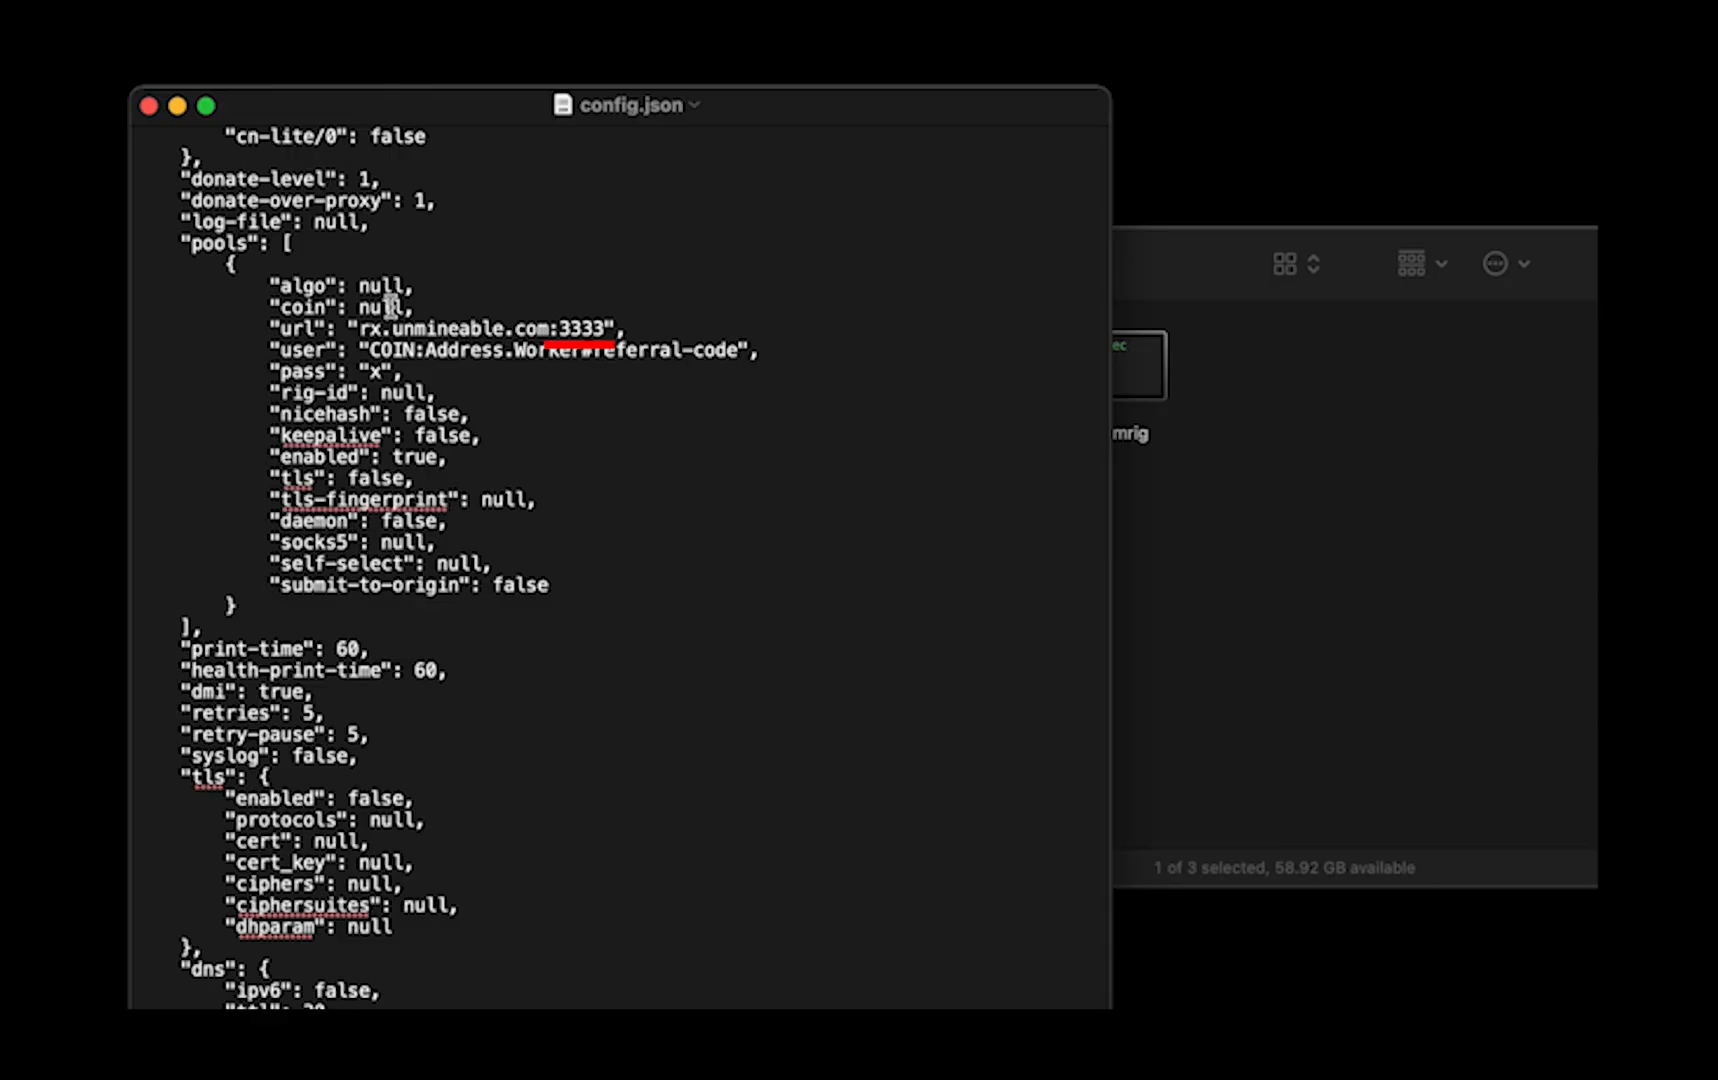 config.json
"cn-lite/0": false
},
"donate-level": 1,
"donate-over-proxy": 1,
"log-file": null,
"pools": [
{
"algo": null,
"coin": null,
"url": "rx.unmineable.com:3333",
"user": "COIN:Address.Worker#referral-code",
"pass": "x",
"rig-id": null,
"nicehash": false,
"keepalive": false,
"enabled": true,
"tls": false,
"tls-fingerprint": null,
"daemon": false,
"socks5": null,
"self-select": null,
"submit-to-origin": false
}
],
"print-time": 60,
"health-print-time": 60,
"dmi": true,
"retries": 5,
"retry-pause": 5,
"syslog": false,
"tls": {
"enabled": false,
"protocols": null,
"cert": null,
"cert_key": null,
"ciphers": null,
"ciphersuites": null,
"dhparam": null
},
"dns": {
"ipv6": false,
ec
mrig
1 of 3 selected, 58.92 GB available